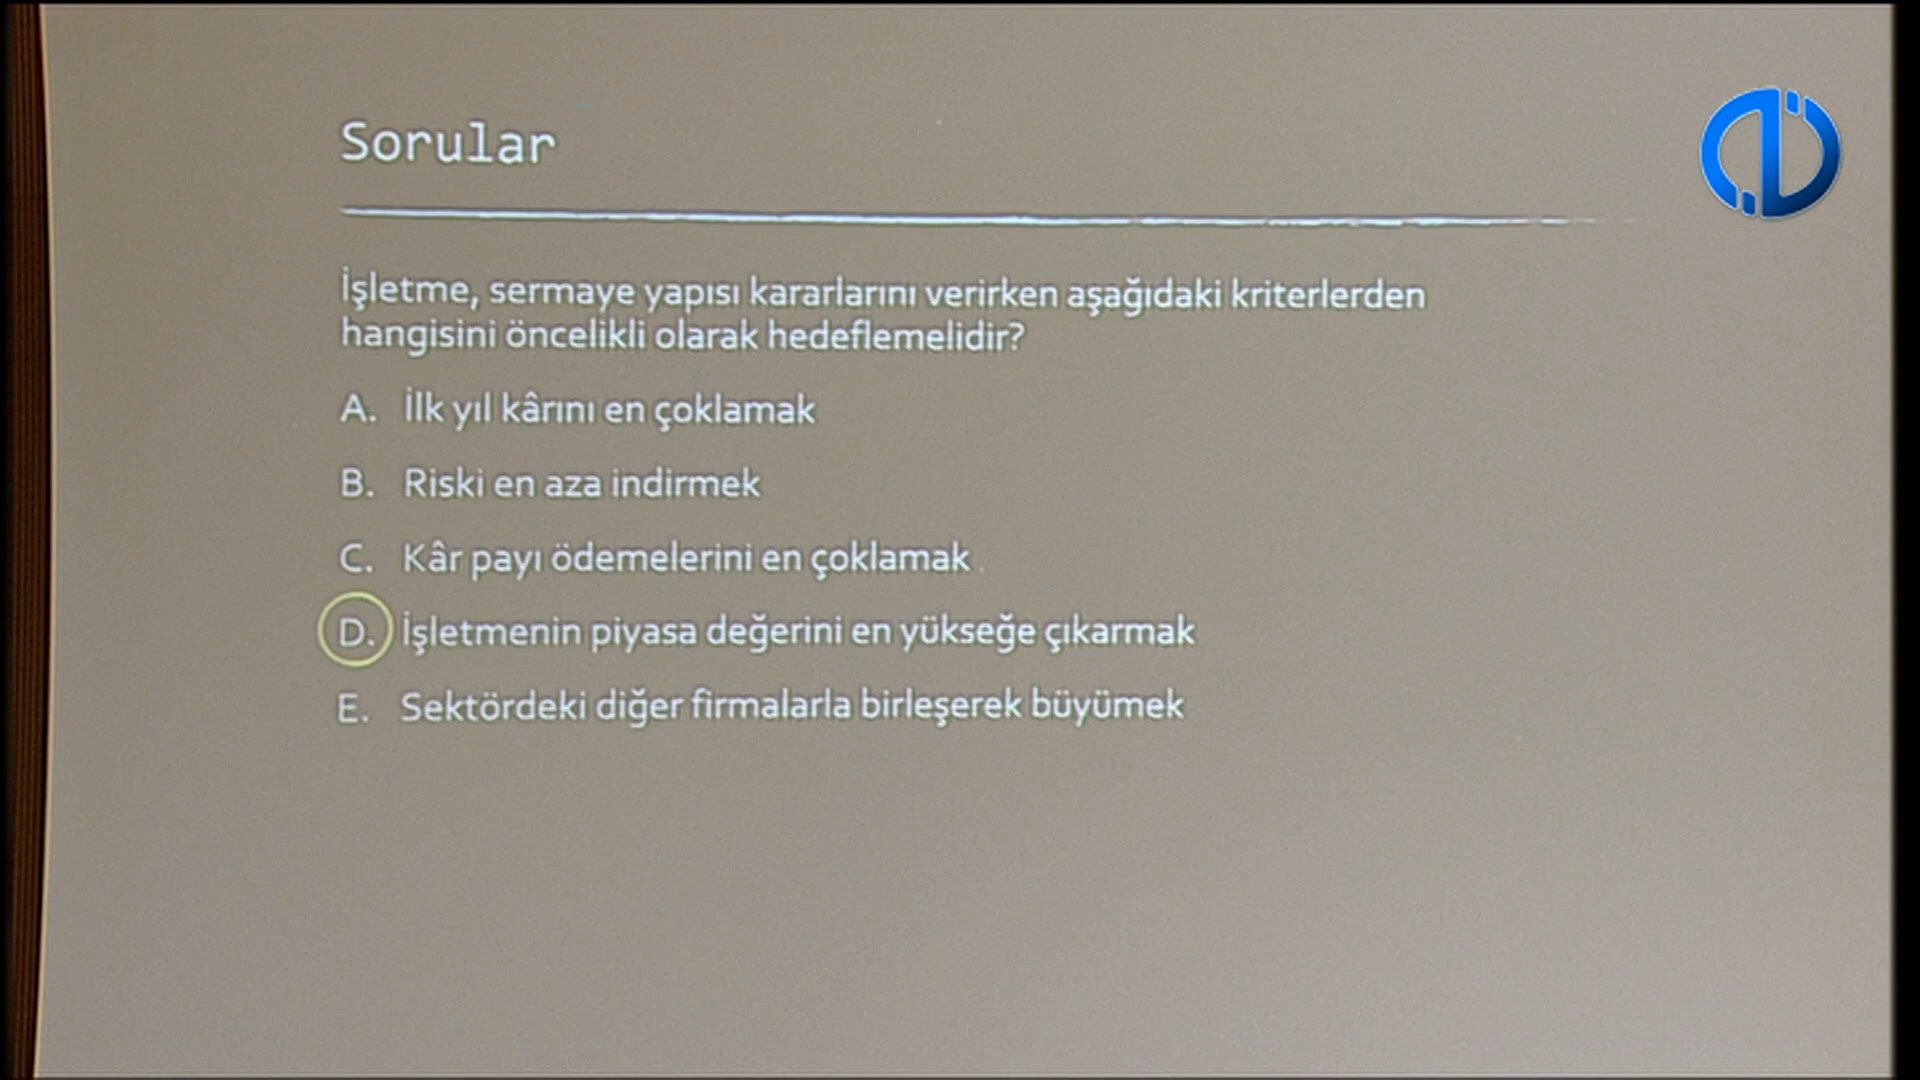 Sorular
İşletme, sermaye yapısı kararlarını verirken aşağıdaki kriterlerden
hangisini öncelikli olarak hedeflemelidir?
A. İlk yıl kârını en çoklamak
B. Riski en aza indirmek
C. Kâr payı ödemelerini en çoklamak
D. İşletmenin piyasa değerini en yükseğe çıkarmak
E. Sektördeki diğer firmalarla birleşerek büyümek